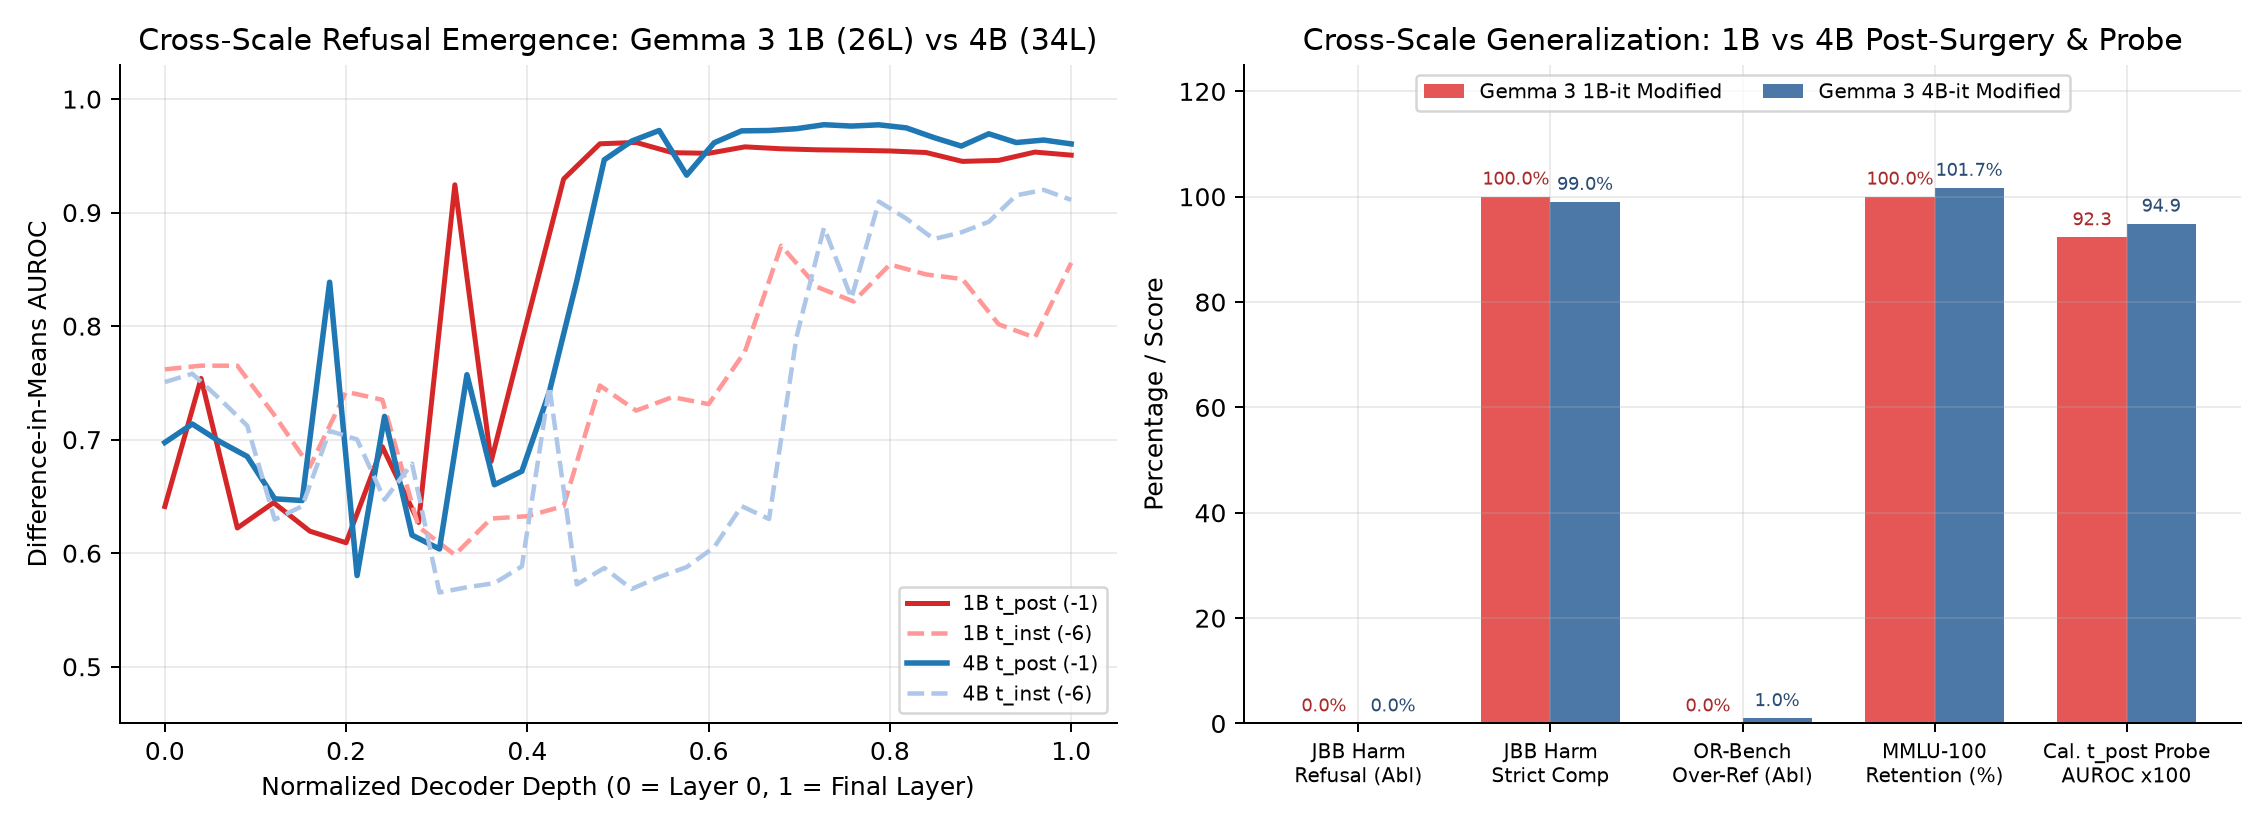 Cross-Scale Refusal Emergence: Gemma 3 1B (26L) vs 4B (34L)
Difference-in-Means AUROC
1.0
0.9
0.8
0.7
0.6
0.5
1B t_post (-1)
1B t_inst (-6)
4B t_post (-1)
4B t_inst (-6)
0.0 0.2 0.4 0.6 0.8 1.0
Normalized Decoder Depth (0 = Layer 0, 1 = Final Layer)
Cross-Scale Generalization: 1B vs 4B Post-Surgery & Probe
Gemma 3 1B-it Modified Gemma 3 4B-it Modified
Percentage / Score
120
100
80
60
40
20
0
0.0% 0.0%
100.0% 99.0%
0.0% 1.0%
100.0% 101.7%
92.3 94.9
JBB Harm
Refusal (Abl)
JBB Harm
Strict Comp
OR-Bench
Over-Ref (Abl)
MMLU-100
Retention (%)
Cal. t_post Probe
AUROC x100